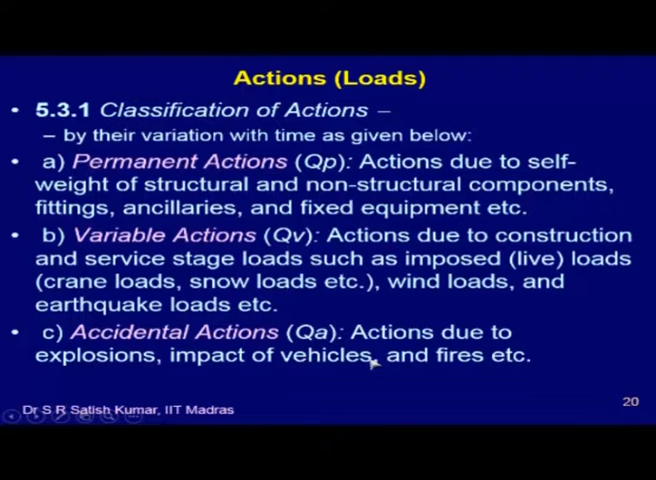 Actions (Loads)
• 5.3.1 Classification of Actions –
– by their variation with time as given below:
• a) Permanent Actions (Qp): Actions due to self-
weight of structural and non-structural components,
fittings, ancillaries, and fixed equipment etc.
• b) Variable Actions (Qv): Actions due to construction
and service stage loads such as imposed (live) loads
(crane loads, snow loads etc.), wind loads, and
earthquake loads etc.
• c) Accidental Actions (Qa): Actions due to
explosions, impact of vehicles, and fires etc.
20
Dr S R Satish Kumar, IIT Madras